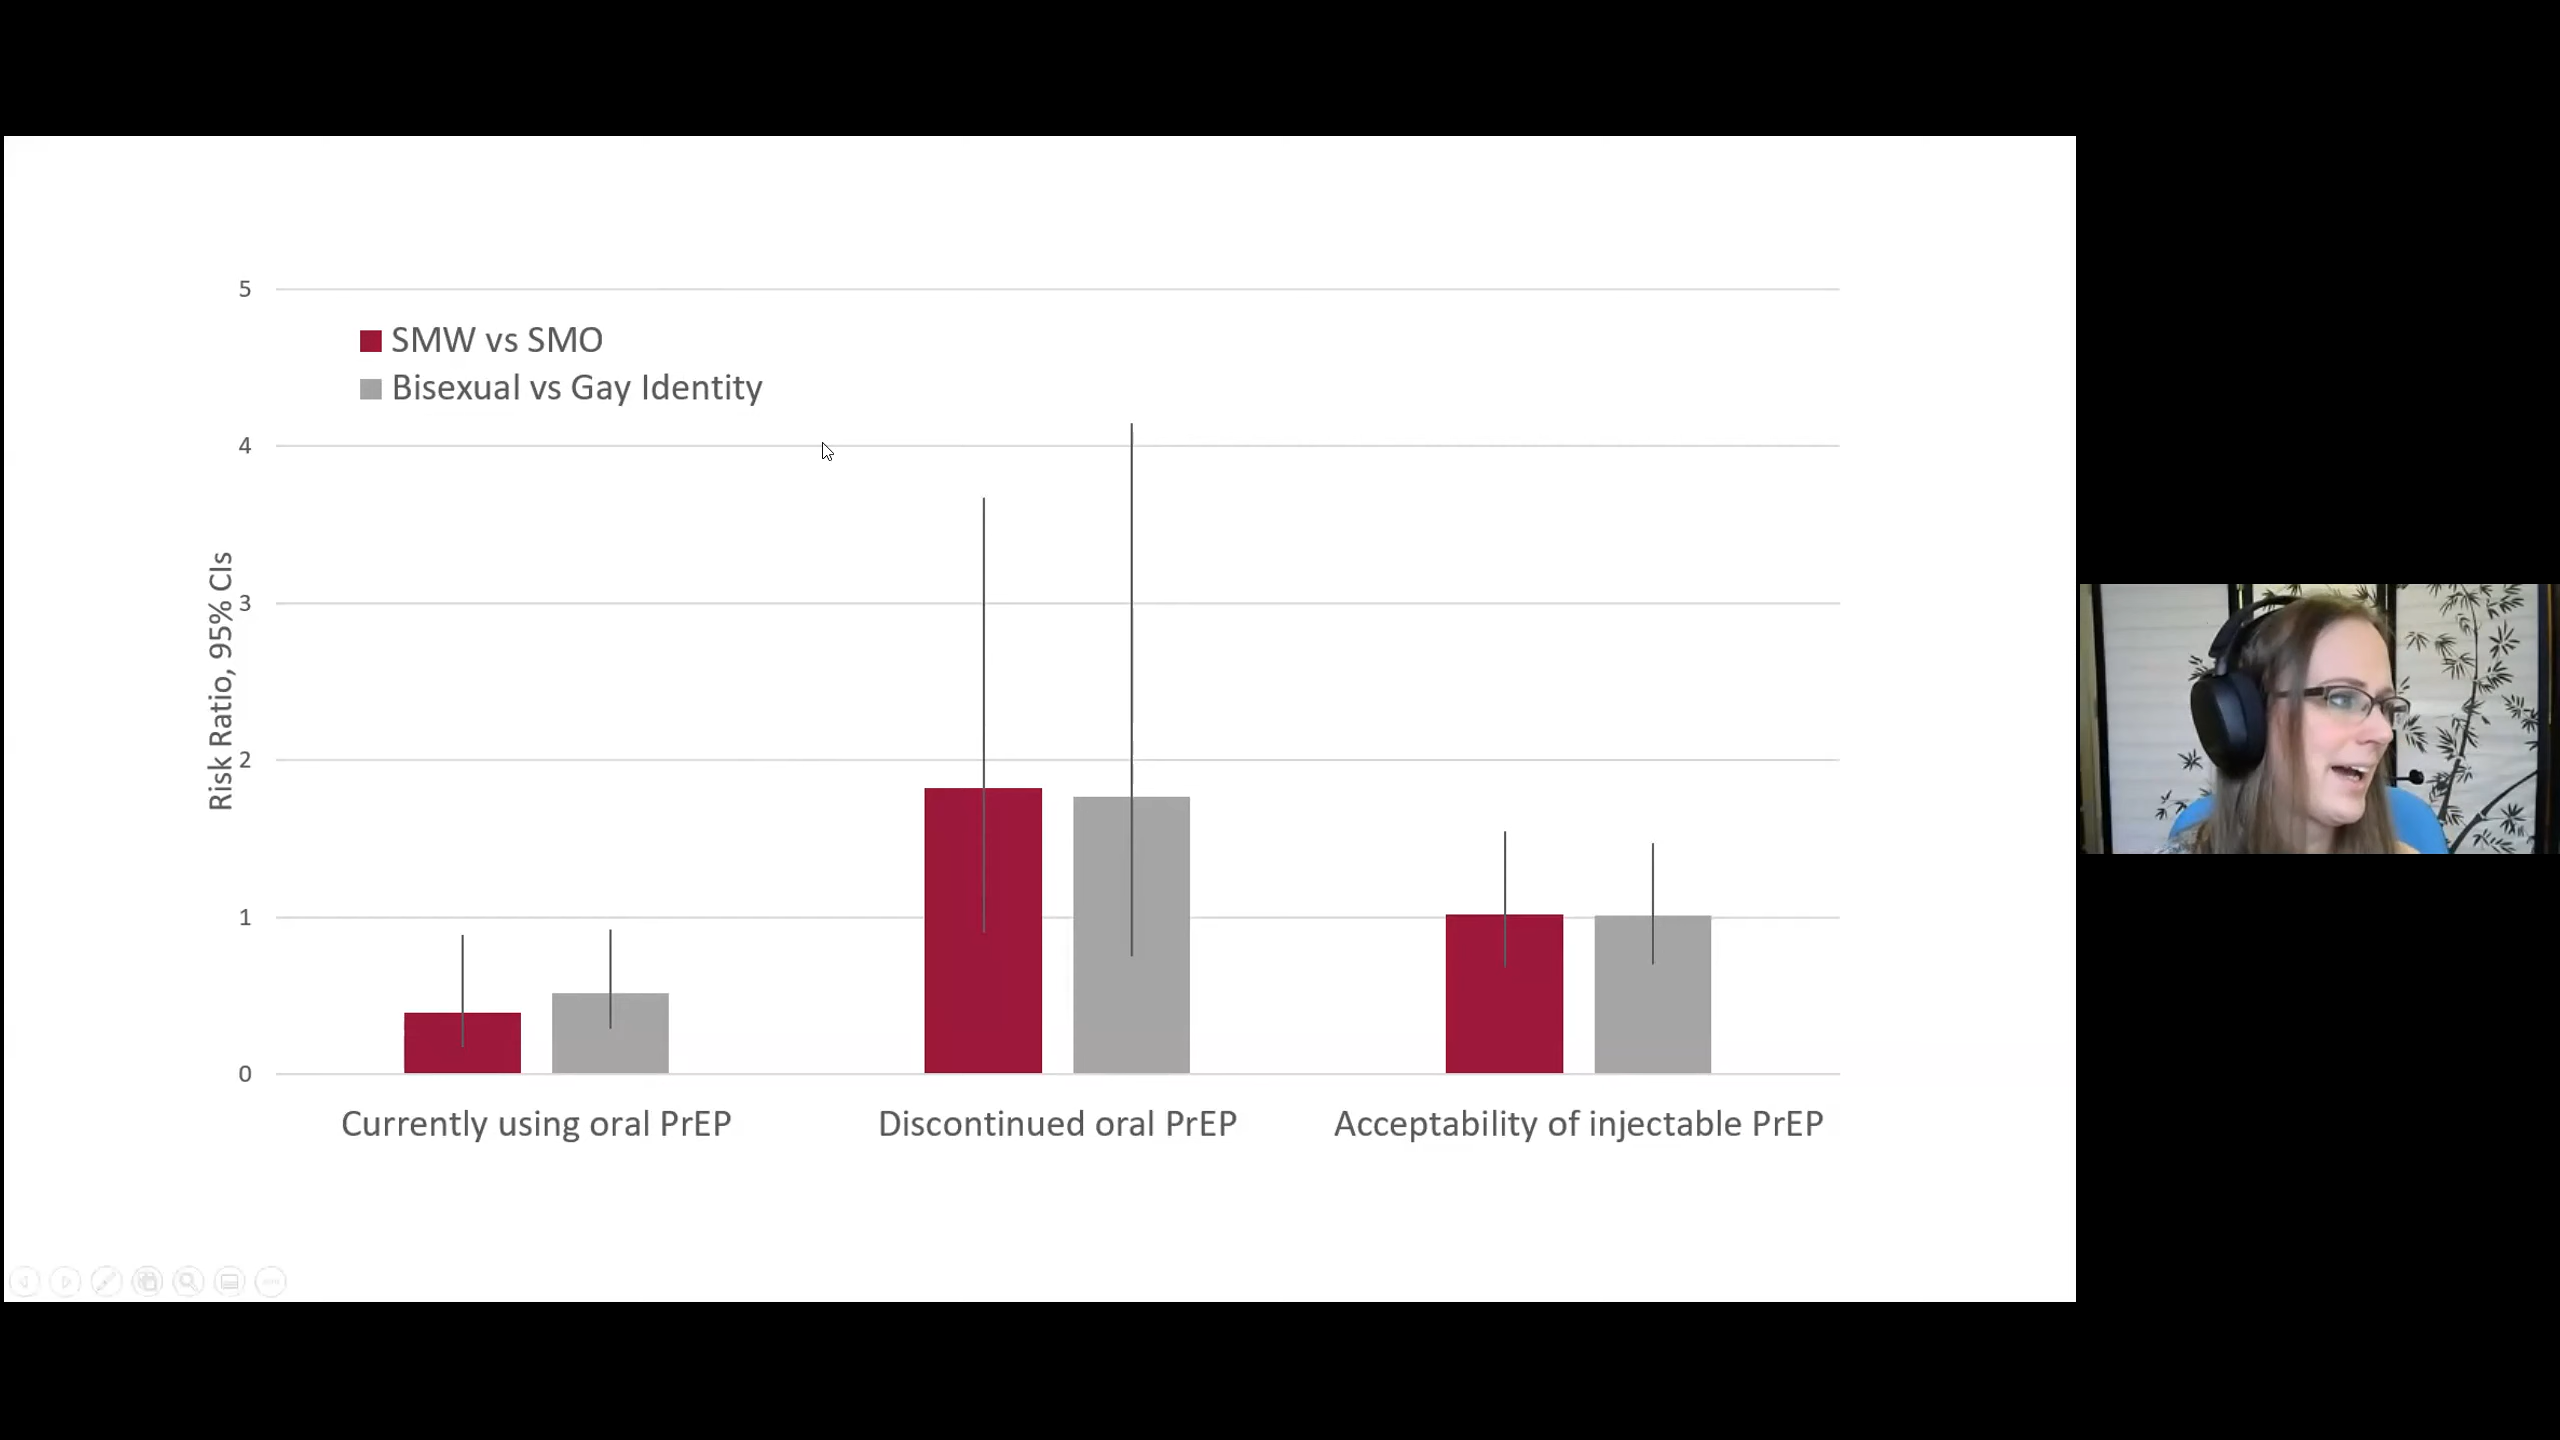 5
SMW vs SMO
Bisexual vs Gay Identity
4
3
2
1
0
Risk Ratio, 95% CIs
Currently using oral PrEP
Discontinued oral PrEP
Acceptability of injectable PrEP